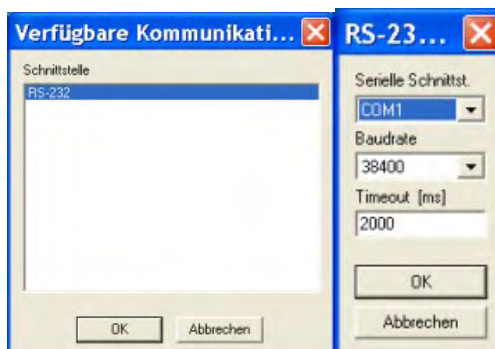 Verfügbare Kommunikati...
Schnittstelle
RS-232
OK
Abbrechen
RS-23...
Serielle Schnittst.
COM1
Baudrate
38400
Timeout [ms]
2000
OK
Abbrechen